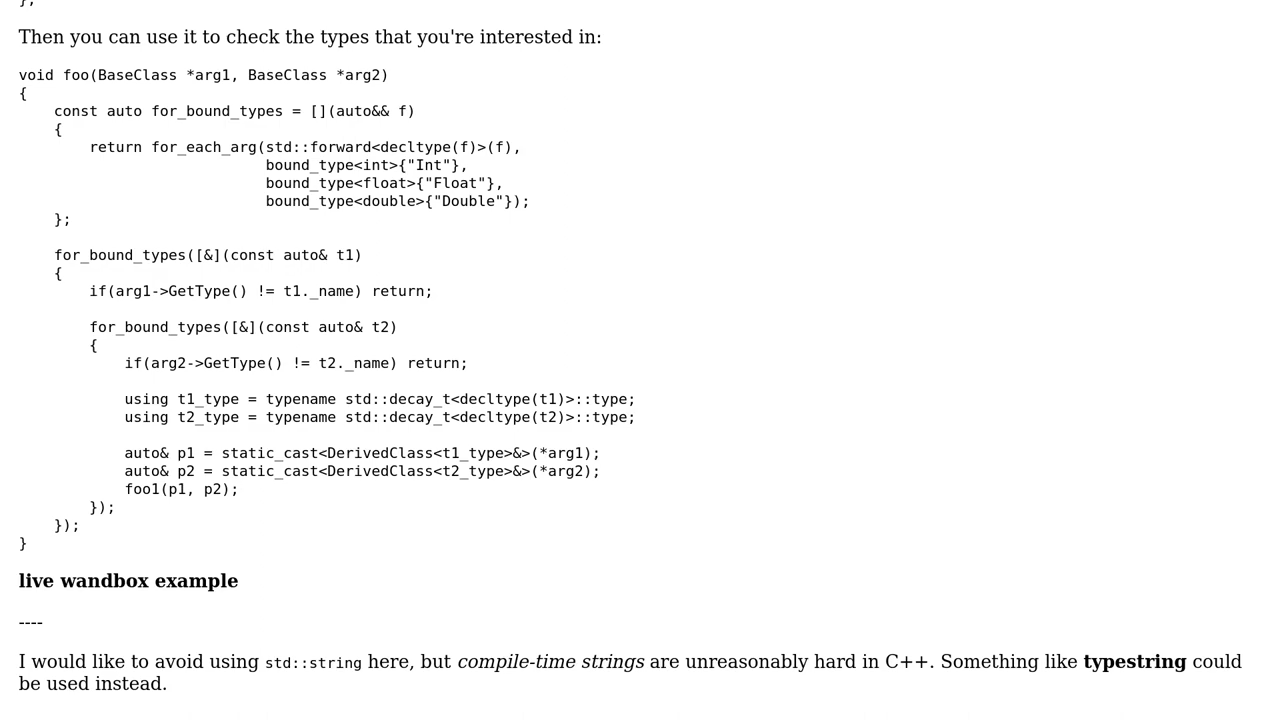 };
Then you can use it to check the types that you're interested in:
void foo(BaseClass *arg1, BaseClass *arg2)
{
    const auto for_bound_types = [](auto&& f)
    {
        return for_each_arg(std::forward<decltype(f)>(f),
                            bound_type<int>{"Int"},
                            bound_type<float>{"Float"},
                            bound_type<double>{"Double"});
    };

    for_bound_types([&](const auto& t1)
    {
        if(arg1->GetType() != t1._name) return;

        for_bound_types([&](const auto& t2)
        {
            if(arg2->GetType() != t2._name) return;

            using t1_type = typename std::decay_t<decltype(t1)>::type;
            using t2_type = typename std::decay_t<decltype(t2)>::type;

            auto& p1 = static_cast<DerivedClass<t1_type>&>(*arg1);
            auto& p2 = static_cast<DerivedClass<t2_type>&>(*arg2);
            foo1(p1, p2);
        });
    });
}
live wandbox example
----
I would like to avoid using std::string here, but compile-time strings are unreasonably hard in C++. Something like typestring could
be used instead.